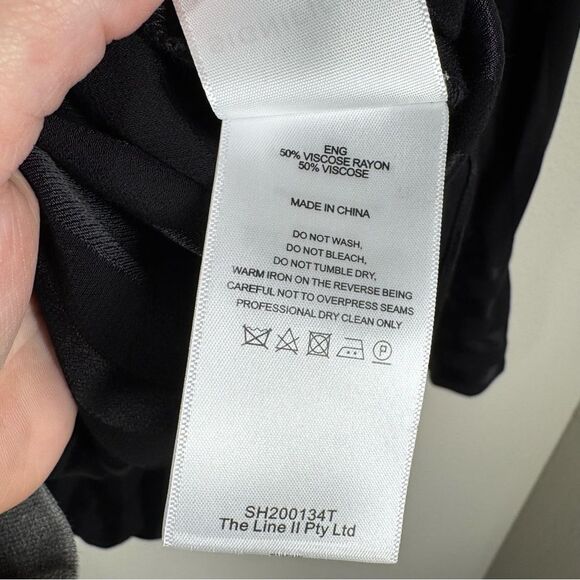 ENG
50% VISCOSE RAYON
50% VISCOSE
MADE IN CHINA
DO NOT WASH,
DO NOT BLEACH,
DO NOT TUMBLE DRY,
WARM IRON ON THE REVERSE BEING
CAREFUL NOT TO OVERPRESS SEAMS
PROFESSIONAL DRY CLEAN ONLY
P
SH200134T
The Line II Pty Ltd